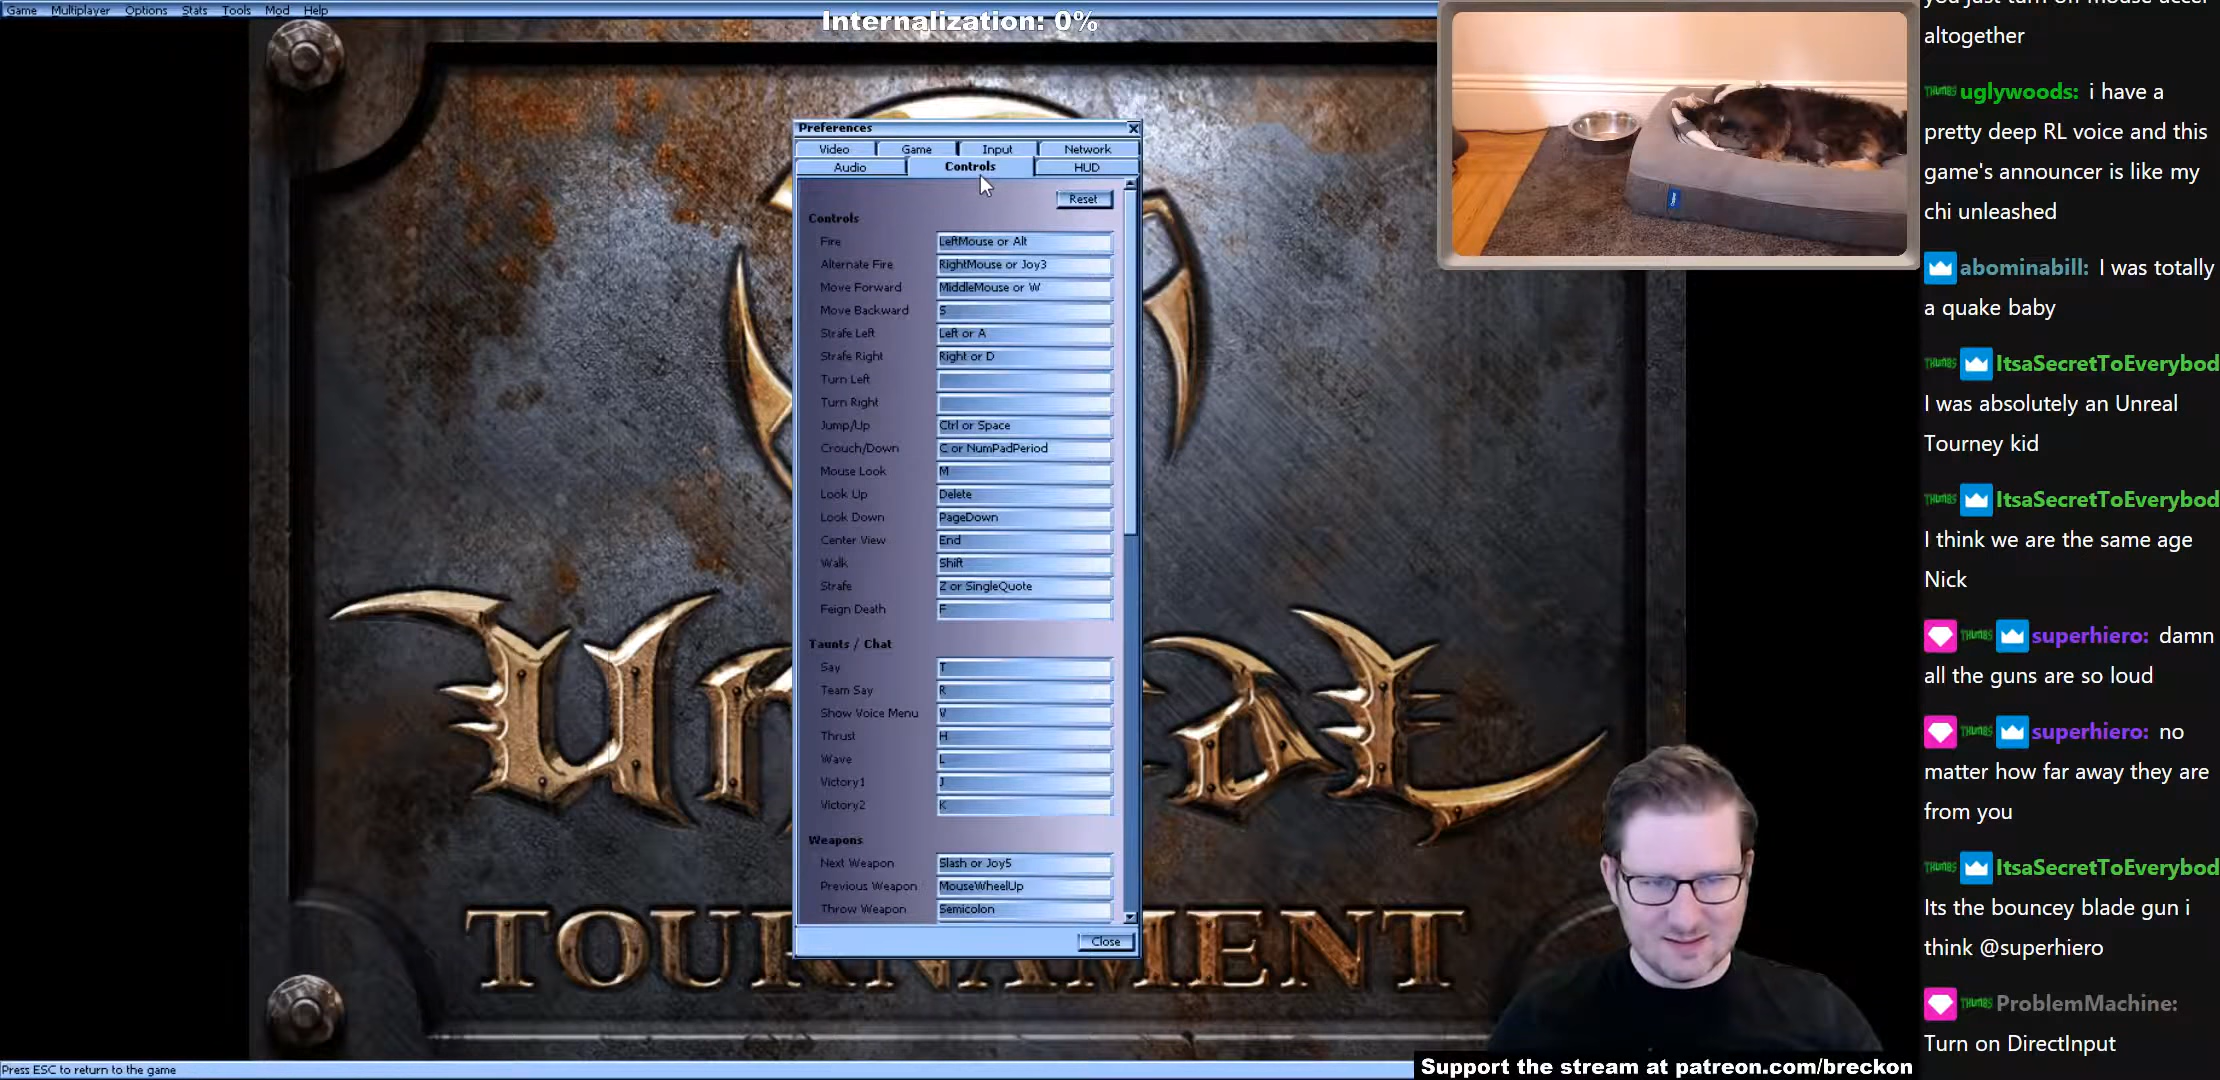 Game Multiplayer Options Stats Tools Mod Help
Internalization: 0%
Preferences
Video Game Input Network
Audio Controls HUD
Reset
Controls
Fire LeftMouse or Alt
Alternate Fire RightMouse or Joy3
Move Forward MiddleMouse or W
Move Backward S
Strafe Left Left or A
Strafe Right Right or D
Turn Left
Turn Right
Jump/Up Ctrl or Space
Crouch/Down C or NumPadPeriod
Mouse Look M
Look Up Delete
Look Down PageDown
Center View End
Walk Shift
Strafe Z or SingleQuote
Feign Death F
Taunts / Chat
Say T
Team Say R
Show Voice Menu V
Thrust H
Wave L
Victory1 J
Victory2 K
Weapons
Next Weapon Slash or Joy5
Previous Weapon MouseWheelUp
Throw Weapon Semicolon
Close
TOURNAMENT
Press ESC to return to the game
altogether
THUMBS uglywoods: i have a
pretty deep RL voice and this
game's announcer is like my
chi unleashed
abominabill: I was totally
a quake baby
THUMBS ItsaSecretToEverybod
I was absolutely an Unreal
Tourney kid
THUMBS ItsaSecretToEverybod
I think we are the same age
Nick
THUMBS superhiero: damn
all the guns are so loud
THUMBS superhiero: no
matter how far away they are
from you
THUMBS ItsaSecretToEverybod
Its the bouncey blade gun i
think @superhiero
THUMBS ProblemMachine:
Turn on DirectInput
Support the stream at patreon.com/breckon